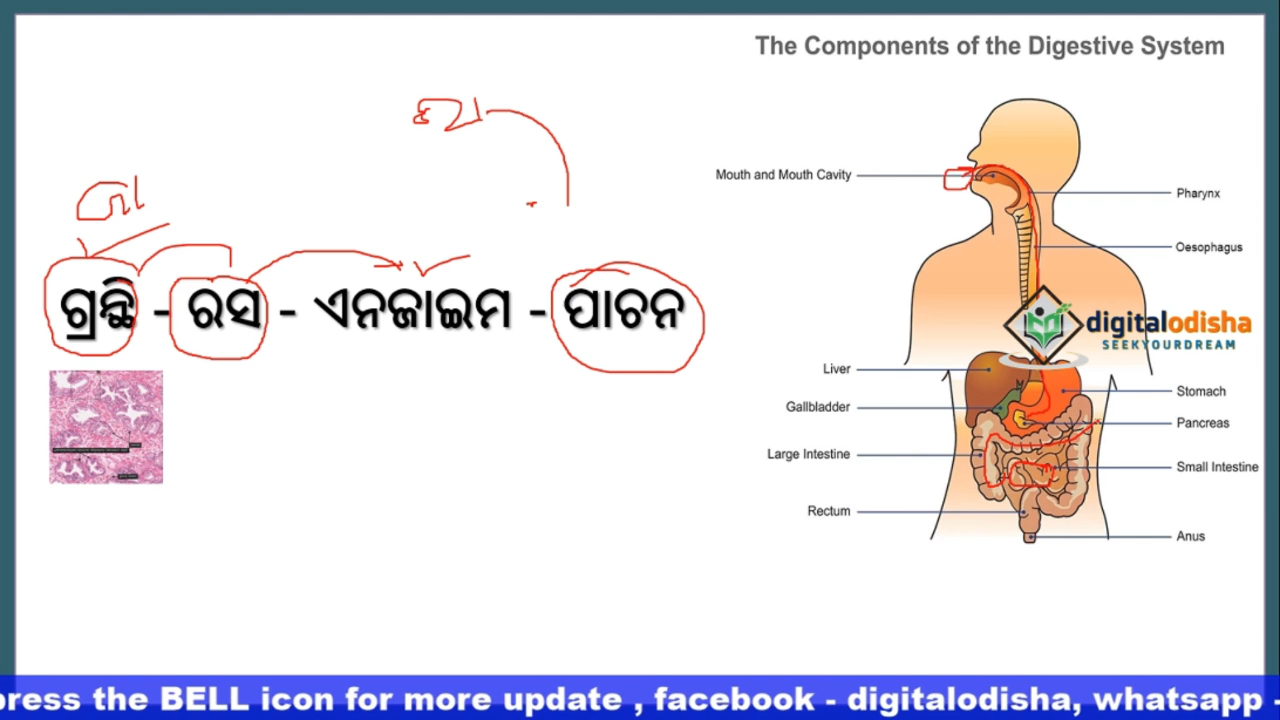 The Components of the Digestive System
Mouth and Mouth Cavity
Pharynx
Oesophagus
ଗ୍ରନ୍ଥି - ରସ - ଏନଜାଇମ - ପାଚନ
digitalodisha
SEEKYOURDREAM
Liver
Stomach
Gallbladder
Pancreas
Large Intestine
Small Intestine
Rectum
Anus
press the BELL icon for more update , facebook - digitalodisha, whatsapp -